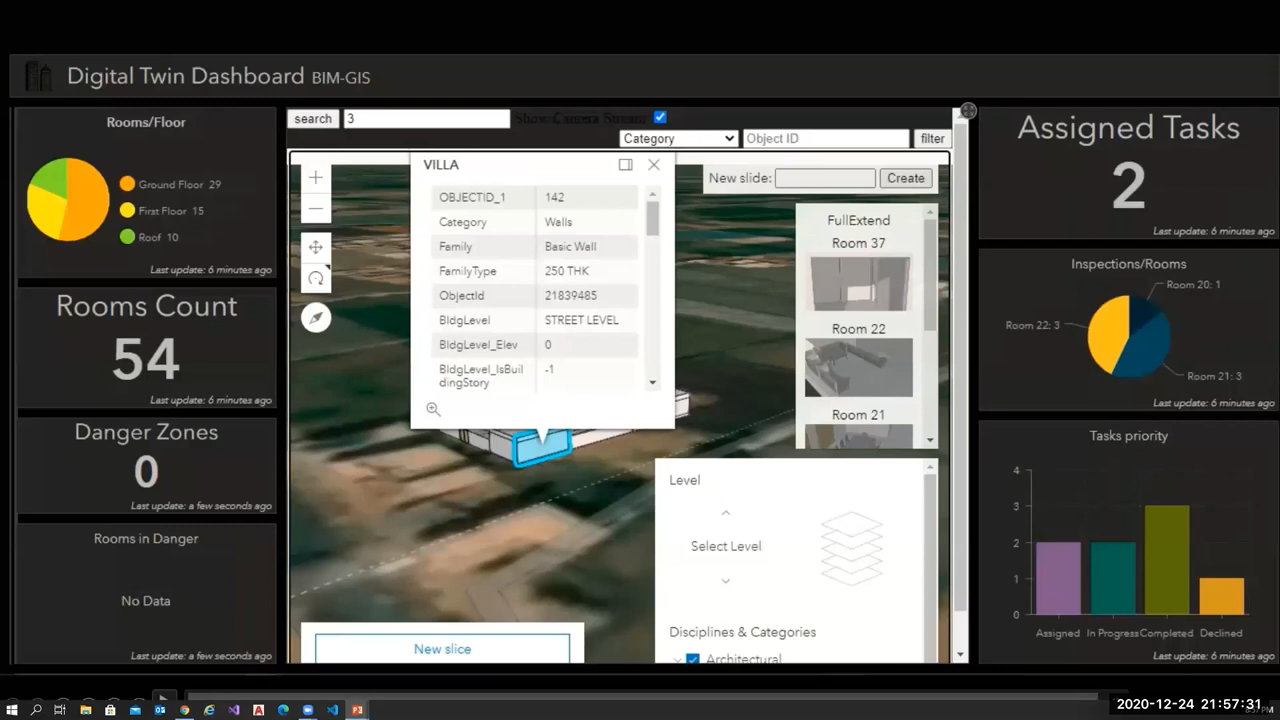 Digital Twin Dashboard BIM-GIS
Rooms/Floor
Ground Floor 29
First Floor 15
Roof 10
Last update: 6 minutes ago
Rooms Count
54
Last update: 6 minutes ago
Danger Zones
0
Last update: a few seconds ago
Rooms in Danger
No Data
Last update: a few seconds ago
search 3 Show Camera Stream
Category Object ID filter
VILLA
OBJECTID_1 142
Category Walls
Family Basic Wall
FamilyType 250 THK
ObjectId 21839485
BldgLevel STREET LEVEL
BldgLevel_Elev 0
BldgLevel_IsBuil -1
dingStory
New slide: Create
FullExtend
Room 37
Room 22
Room 21
Level
Select Level
Disciplines & Categories
Architectural
New slice
Assigned Tasks
2
Last update: 6 minutes ago
Inspections/Rooms
Room 20: 1
Room 22: 3
Room 21: 3
Last update: 6 minutes ago
Tasks priority
4
3
2
1
0
Assigned In Progress Completed Declined
Last update: 6 minutes ago
2020-12-24 21:57:31